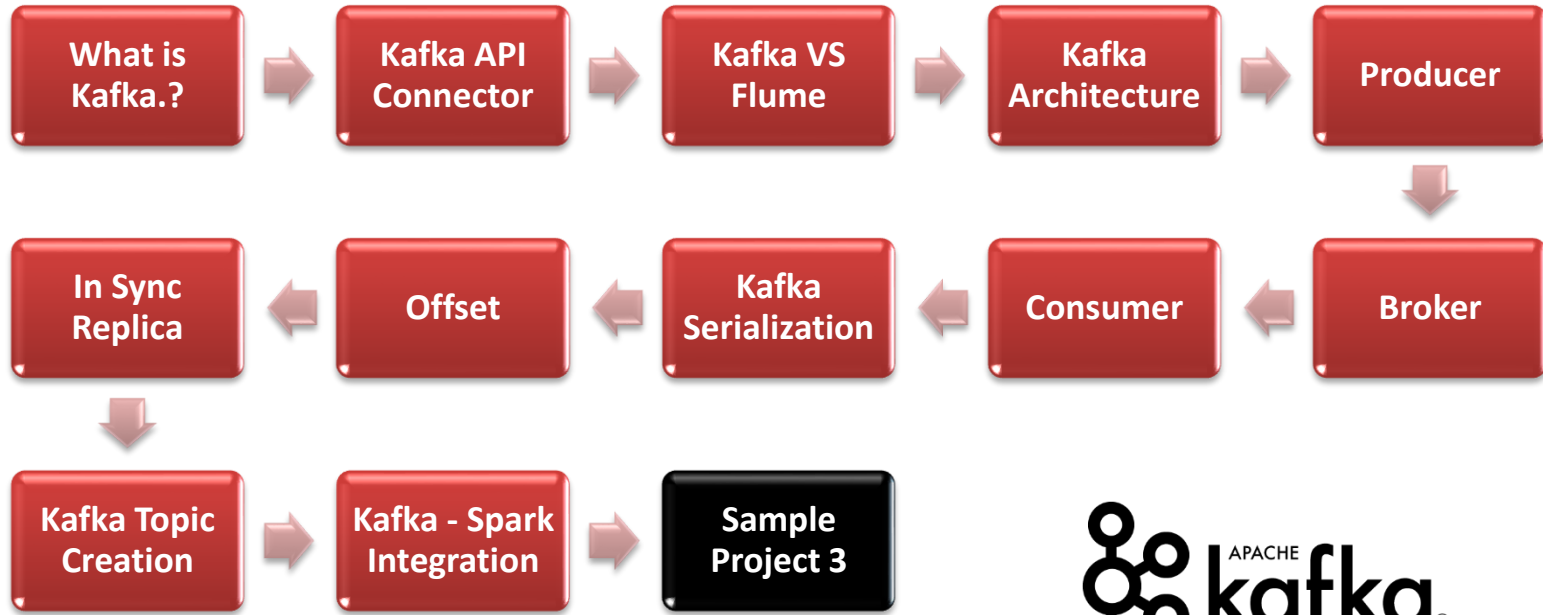 What is
Kafka.?
Kafka API
Connector
Kafka VS
Flume
Kafka
Architecture
Producer
Broker
Consumer
Kafka
Serialization
Offset
In Sync
Replica
Kafka Topic
Creation
Kafka - Spark
Integration
Sample
Project 3
APACHE
kafka®